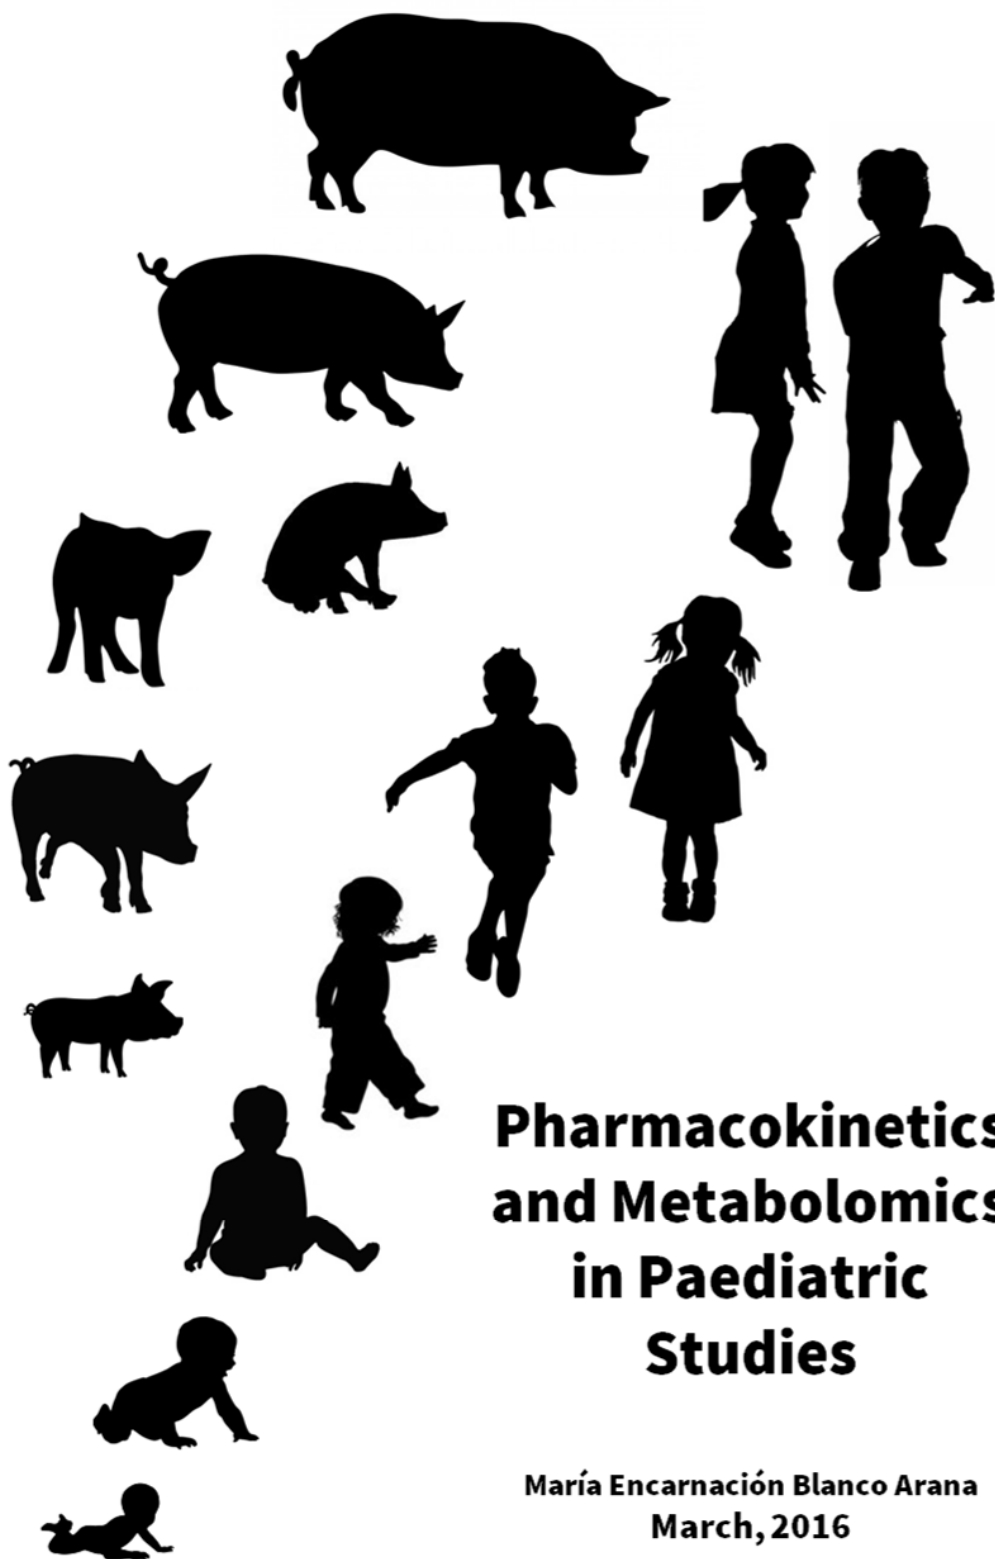 Pharmacokinetics
and Metabolomics
in Paediatric
Studies
María Encarnación Blanco Arana
March, 2016